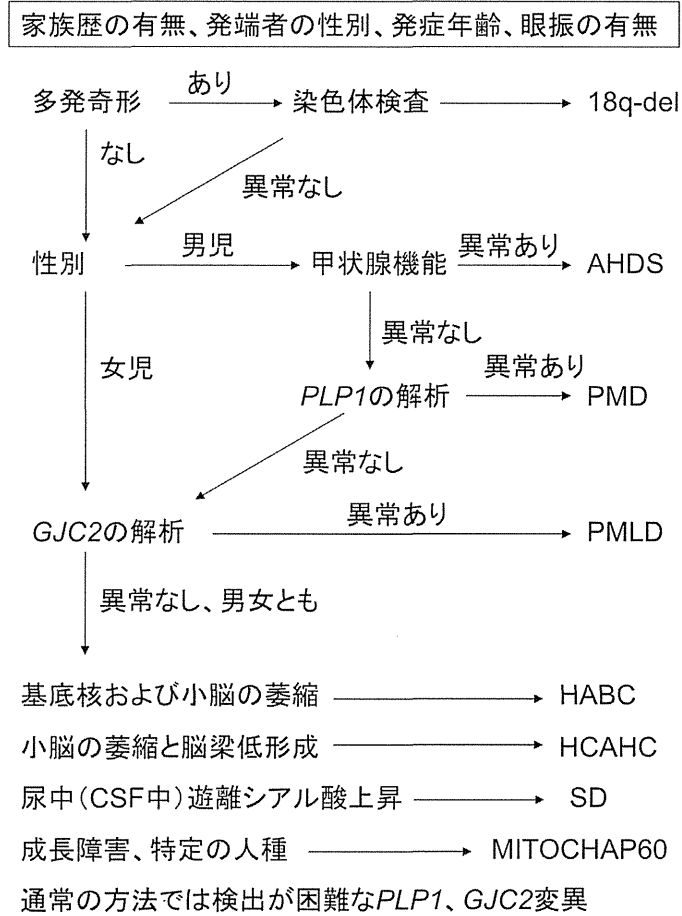 家族歴の有無、発端者の性別、発症年齢、眼振の有無
多発奇形 あり 染色体検査 18q-del
なし
異常なし
性別 男児 甲状腺機能 異常あり AHDS
異常なし
女児
PLP1の解析 異常あり PMD
異常なし
GJC2の解析 異常あり PMLD
異常なし、男女とも
基底核および小脳の萎縮 HABC
小脳の萎縮と脳梁低形成 HCAHC
尿中（CSF中）遊離シアル酸上昇 SD
成長障害、特定の人種 MITOCHAP60
通常の方法では検出が困難なPLP1、GJC2変異